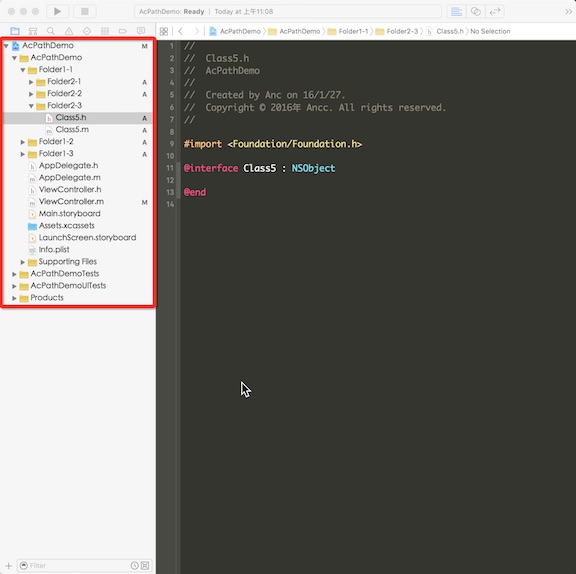 AcPathDemo: Ready | Today at 上午11:08
AcPathDemo AcPathDemo Folder1-1 Folder2-3 Class5.h No Selection
AcPathDemo M
AcPathDemo
Folder1-1
Folder2-1 A
Folder2-2 A
Folder2-3
Class5.h A
Class5.m A
Folder1-2 A
Folder1-3 A
AppDelegate.h
AppDelegate.m
ViewController.h
ViewController.m M
Main.storyboard
Assets.xcassets
LaunchScreen.storyboard
Info.plist
Supporting Files
AcPathDemoTests
AcPathDemoUITests
Products
Filter
1 //
2 //  Class5.h
3 //  AcPathDemo
4 //
5 //  Created by Anc on 16/1/27.
6 //  Copyright © 2016年 Ancc. All rights reserved.
7 //
8
9 #import <Foundation/Foundation.h>
10
11 @interface Class5 : NSObject
12
13 @end
14